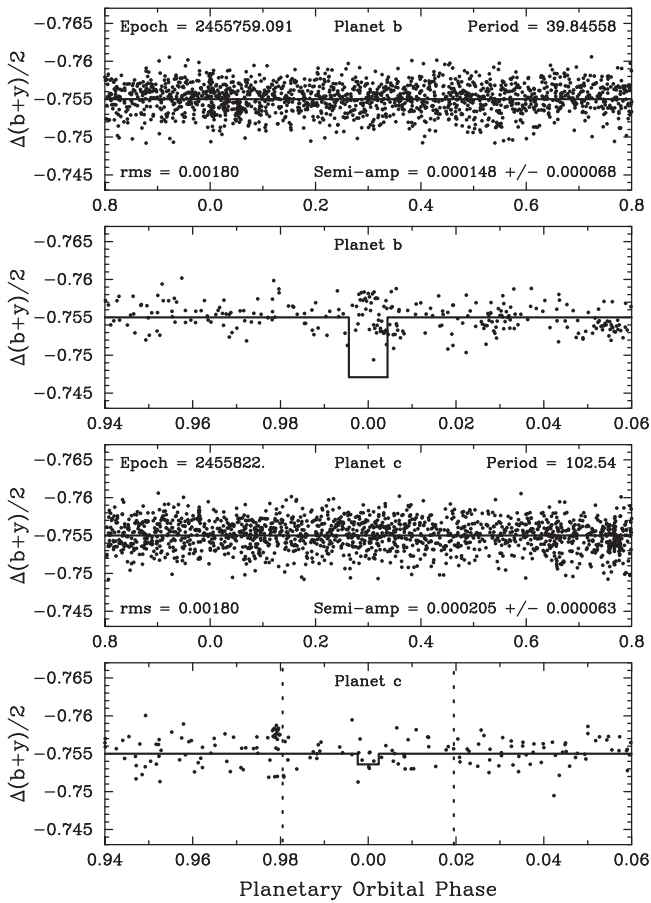 Epoch = 2455759.091 Planet b Period = 39.84558
−0.765
−0.76
−0.755
−0.75
−0.745
Δ(b+y)/2
rms = 0.00180 Semi-amp = 0.000148 +/− 0.000068
0.8 0.0 0.2 0.4 0.6 0.8
Planet b
−0.765
−0.76
−0.755
−0.75
−0.745
Δ(b+y)/2
0.94 0.96 0.98 0.00 0.02 0.04 0.06
Epoch = 2455822. Planet c Period = 102.54
−0.765
−0.76
−0.755
−0.75
−0.745
Δ(b+y)/2
rms = 0.00180 Semi-amp = 0.000205 +/− 0.000063
0.8 0.0 0.2 0.4 0.6 0.8
Planet c
−0.765
−0.76
−0.755
−0.75
−0.745
Δ(b+y)/2
0.94 0.96 0.98 0.00 0.02 0.04 0.06
Planetary Orbital Phase